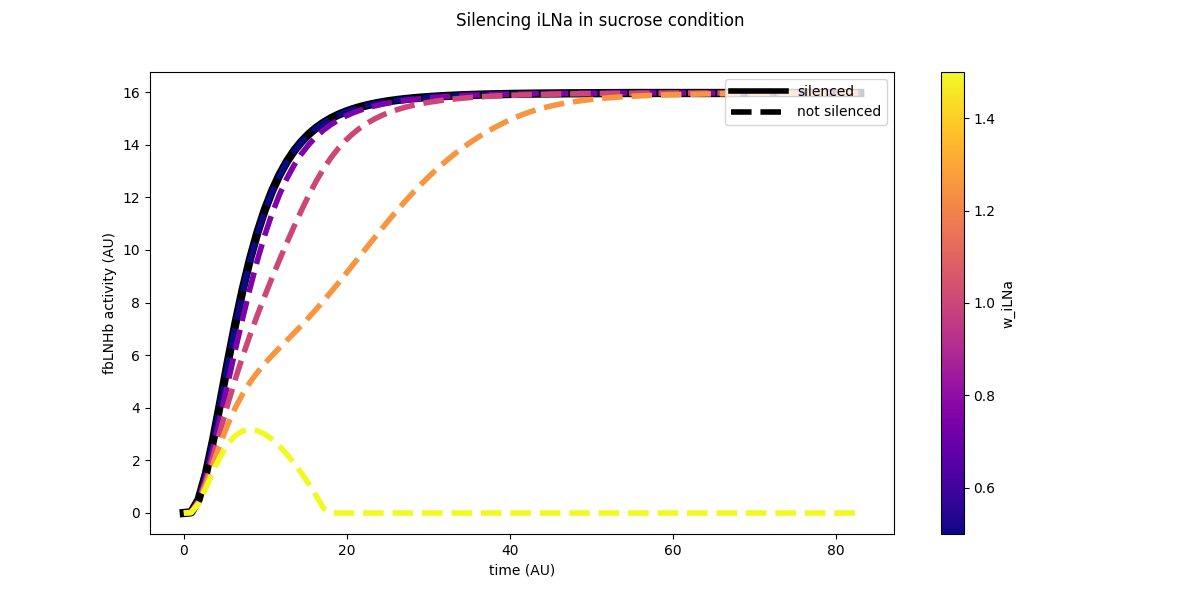 Silencing iLNa in sucrose condition
fbLNHb activity (AU)
16
14
12
10
8
6
4
2
0
0 20 40 60 80
time (AU)
silenced
not silenced
1.4
1.2
1.0
0.8
0.6
w_iLNa